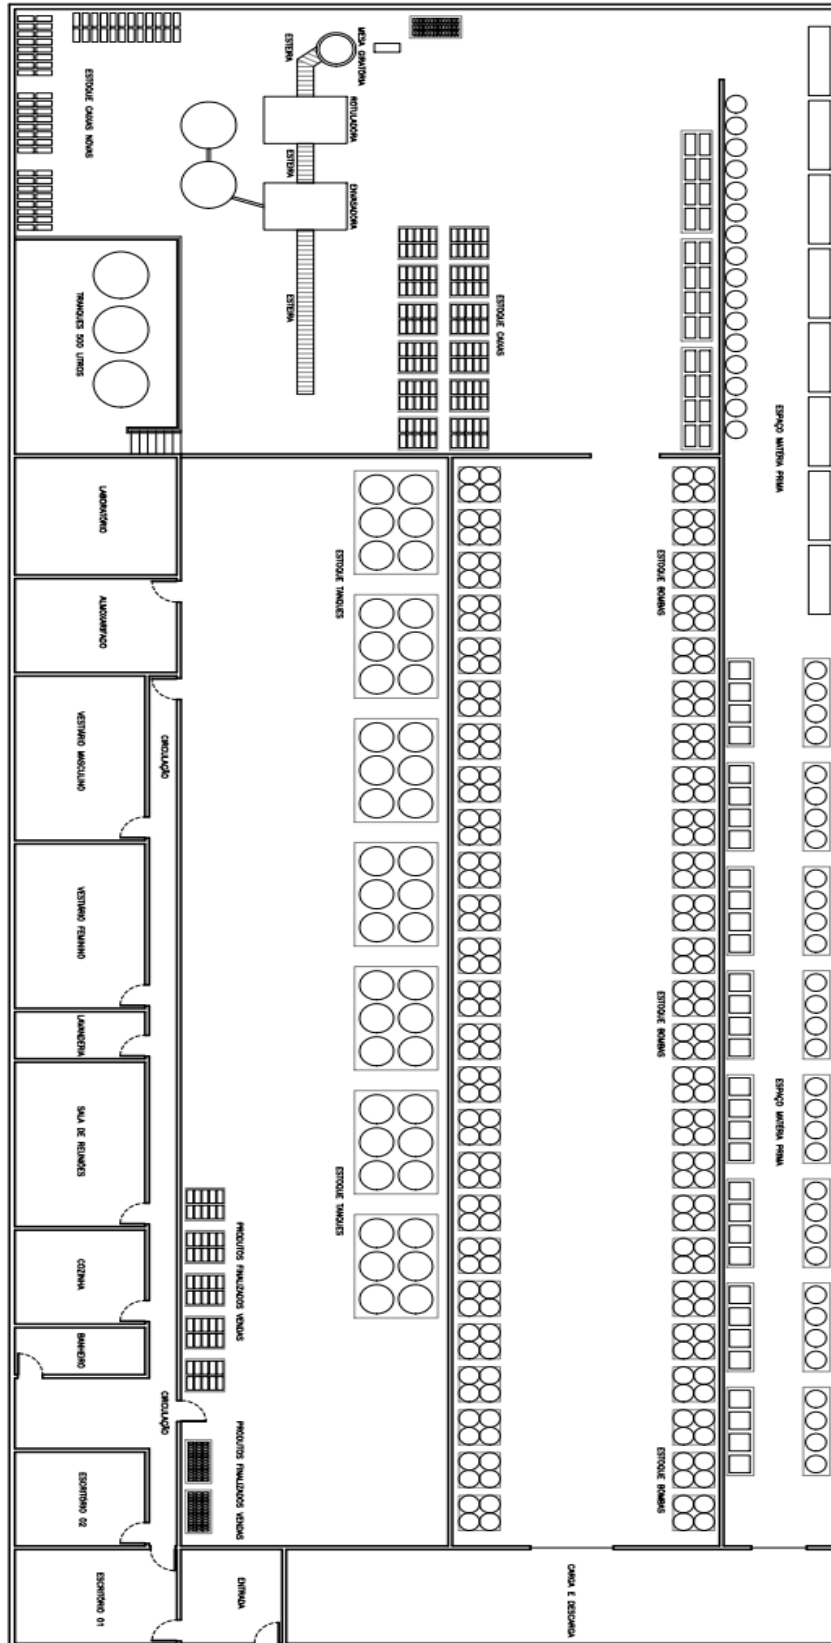 MESA GIRATÓRIA
ESTEIRA
ROTULADORA
ESTEIRA
ENVASADORA
ESTEIRA
ESTOQUE CAIXAS NOVAS
TRANQUES 500 LITROS
ESTOQUE CAIXAS
ESPAÇO MATÉRIA PRIMA
LABORATÓRIO
ALMOXARIFADO
VESTIÁRIO MASCULINO
CIRCULAÇÃO
VESTIÁRIO FEMININO
LAVANDERIA
SALA DE REUNIÕES
COZINHA
BANHEIRO
CIRCULAÇÃO
ESCRITÓRIO 02
ESCRITÓRIO 01
ENTRADA
ESTOQUE TANQUES
ESTOQUE TANQUES
PRODUTOS FINALIZADOS VENDAS
PRODUTOS FINALIZADOS VENDAS
ESTOQUE BOMBAS
ESTOQUE BOMBAS
ESTOQUE BOMBAS
ESPAÇO MATÉRIA PRIMA
CARGA E DESCARGA